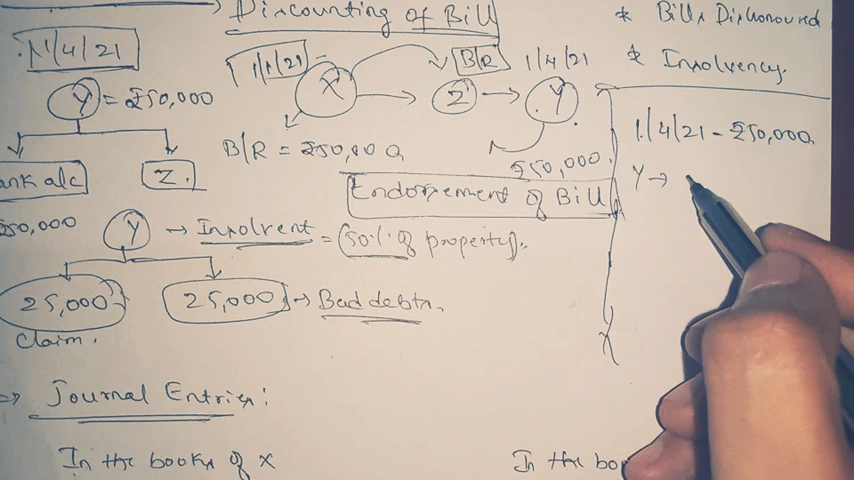 Discounting of Bill
* Bills Dishonoured
* Insolvency.
1/4/21
Y = ₹50,000
ank a/c
Z.
1/1/21
X
B/R
Z
1/4/21
Y
B/R = ₹50,000
₹50,000.
Endorsement of Bill
1/4/21 - ₹50,000
Y →
50,000
Y → Insolvent = (50% of property).
25,000
25,000 → Bad debts.
Claim.
⇒ Journal Entries:
In the books of X
In the bo